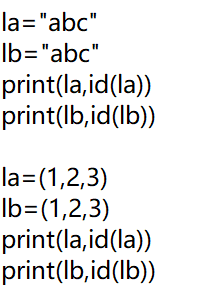 la="abc"
lb="abc"
print(la,id(la))
print(lb,id(lb))
la=(1,2,3)
lb=(1,2,3)
print(la,id(la))
print(lb,id(lb))